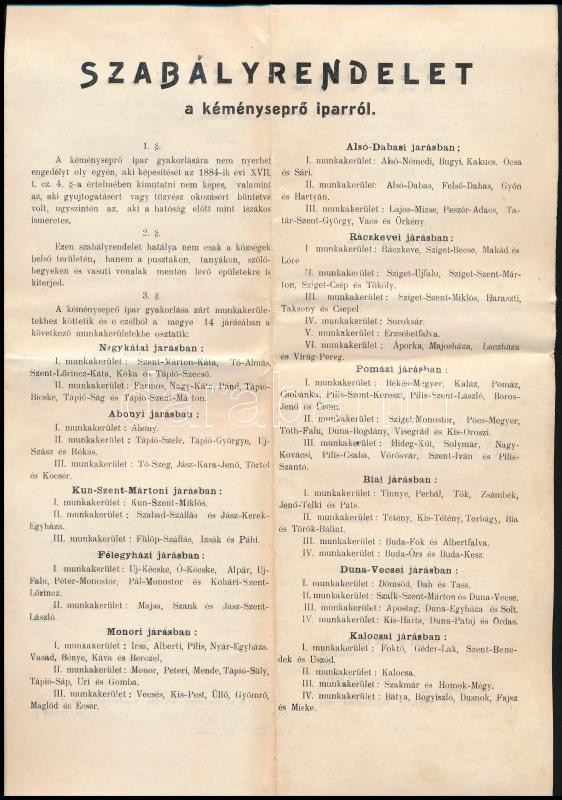 SZABÁLYRENDELET
a kéményseprő iparról.
1. §.
A kéményseprő ipar gyakorlására nem nyerhet
engedélyt oly egyén, aki képesítését az 1884-ik évi XVII.
t. cz. 4. §-a értelmében kimutatni nem képes, valamint
az, aki gyujtogatásért vagy tűzvész okozásért büntetve
volt, ugyszintén az, aki a hatóság előtt mint iszákos
ismeretes.
2. §.
Ezen szabályrendelet hatálya nem csak a községek
belső területén, hanem a pusztákon, tanyákon, szőlő-
hegyeken és vasuti vonalak mentén lévő épületekre is
kiterjed.
3. §.
A kéményseprő ipar gyakorlása zárt munkakerüle-
tekhez köttetik és e czélból a megye 14 járásában a
következő munkakerületekbe osztatik:
Nagykátai járásban:
I. munkakerület: Szent-Márton-Káta, Tó-Almás,
Szent-Lőrincz-Káta, Kóka és Tápió-Szecső.
II. munkakerület: Farmos, Nagy-Káta, Pánd, Tápió-
Bicske, Tápió-Ság és Tápió-Szent-Márton.
Abonyi járásban:
I. munkakerület: Abony.
II. munkakerület: Tápió-Szele, Tápió-Györgye, Uj-
Szász és Rékás.
III. munkakerület: Tó-Szeg, Jász-Kara-Jenő, Törtel
és Kocsér.
Kun-Szent-Mártoni járásban:
I. munkakerület: Kun-Szent-Miklós.
II. munkakerület: Szabad-Szállás és Jász-Kerek-
Egyháza.
III. munkakerület: Fülöp-Szállás, Izsák és Páhi.
Félegyházi járásban:
I. munkakerület: Uj-Kécske, Ó-Kécske, Alpár, Uj-
Falu, Péter-Monostor, Pál-Monostor és Kohári-Szent-
Lőrincz.
II. munkakerület: Majsa, Szank és Jász-Szent-
László.
Monori járásban:
I. munkakerület: Irsa, Alberti, Pilis, Nyár-Egyháza.
Vasad, Bénye, Káva és Berczel,
II. munkakerület: Monor, Péteri, Mende, Tápió-Süly,
Tápió-Sáp, Uri és Gomba.
III. munkakerület: Vecsés, Kis-Pest, Üllő, Gyömrő,
Maglód és Ecser.
Alsó-Dabasi járásban:
I. munkakerület: Alsó-Némedi, Bugyi, Kakucs, Ócsa
és Sári.
II. munkakerület: Alsó-Dabas, Felső-Dabas, Gyón
és Hartyán.
III. munkakerület: Lajos-Mizse, Peszér-Adacs, Ta-
tár-Szent-György, Vacs és Örkény.
Ráczkevei járásban:
I munkakerület: Ráczkeve, Sziget-Becse, Makád és
Lóré
II. munkakerület: Sziget-Ujfalu, Sziget-Szent-Már-
ton, Sziget-Csép és Tököly.
III. munkakerület: Sziget-Szent-Miklós, Haraszti,
Taksony és Csepel.
IV. munkakerület: Soroksár.
V. munkakerület: Erzsébetfalva.
VI. munkakerület: Áporka, Majosháza, Laczháza
és Virág-Pereg.
Pomázi járásban:
I. munkakerület: Békás-Megyer, Kaláz, Pomáz,
Csobánka, Pilis-Szent-Kereszt, Pilis-Szent-László, Boros-
Jenő és Üröm.
II. munkakerület: Sziget-Monostor, Pócs-Megyer,
Tóth-Falu, Duna-Bogdány, Visegrád és Kis-Oroszi.
III. munkakerület: Hideg-Kút, Solymár, Nagy-
Kovácsi, Pilis-Csaba, Vörösvár, Szent-Iván és Pilis-
Szántó.
Biai járásban:
I. munkakerület: Tinnye, Perbál, Tök, Zsámbék,
Jenő-Telki és Páts.
II. munkakerület: Tétény, Kis-Tétény, Torbágy, Bia
és Török-Bálint.
III. munkakerület: Buda-Fok és Albertfalva.
IV. munkakerület: Buda-Örs és Buda-Kesz.
Duna-Vecsei járásban:
I. munkakerület: Dömsöd, Dab és Tass.
II. munkakerület: Szalk-Szent-Márton és Duna-Vecse.
III. munkakerület: Apostag, Duna-Egyháza és Solt.
IV. munkakerület: Kis-Harta, Duna-Pataj és Ordas.
Kalocsai járásban:
I. munkakerület: Foktő, Géder-Lak, Szent-Bene-
dek és Uszód.
II. munkakerület: Kalocsa.
III. munkakerület: Szakmár és Homok-Mégy.
IV. munkakerület: Bátya, Bogyiszló, Dusnok, Fajsz
és Miske.